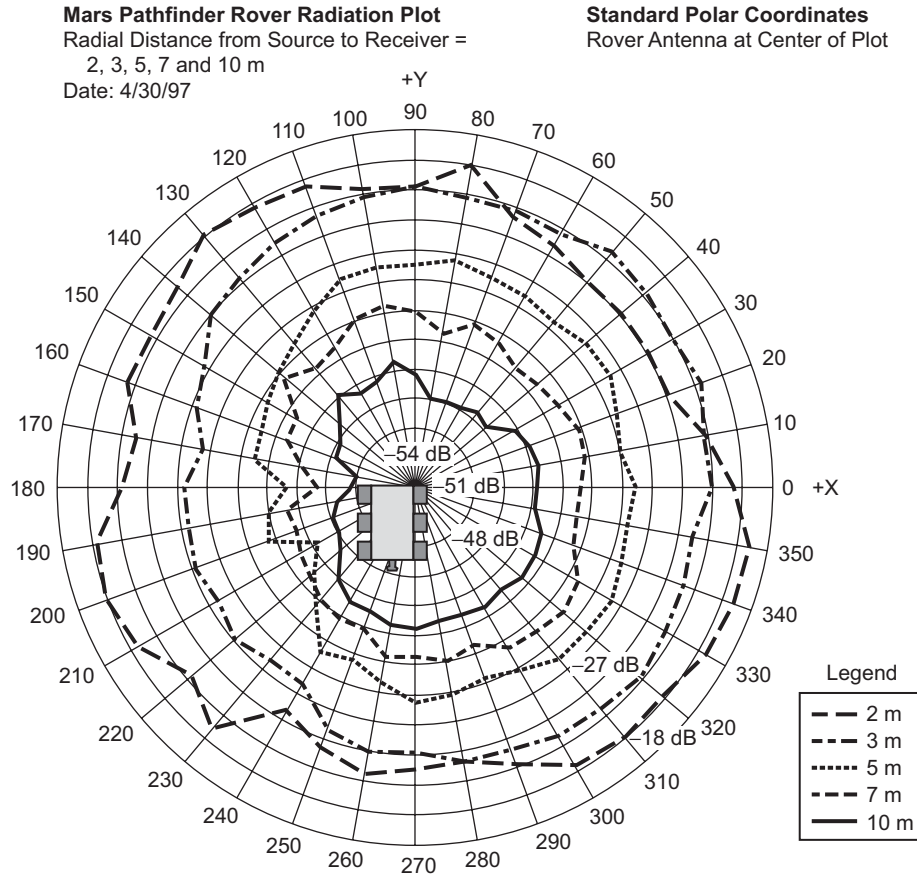 Mars Pathfinder Rover Radiation Plot
Radial Distance from Source to Receiver =
2, 3, 5, 7 and 10 m
Date: 4/30/97
Standard Polar Coordinates
Rover Antenna at Center of Plot
+Y
90
100
80
110
70
120
60
130
50
140
40
150
30
160
20
170
10
180
0
+X
190
350
200
340
210
330
220
320
230
310
240
300
250
290
260
280
270
–54 dB
51 dB
–48 dB
–27 dB
–18 dB
Legend
2 m
3 m
5 m
7 m
10 m